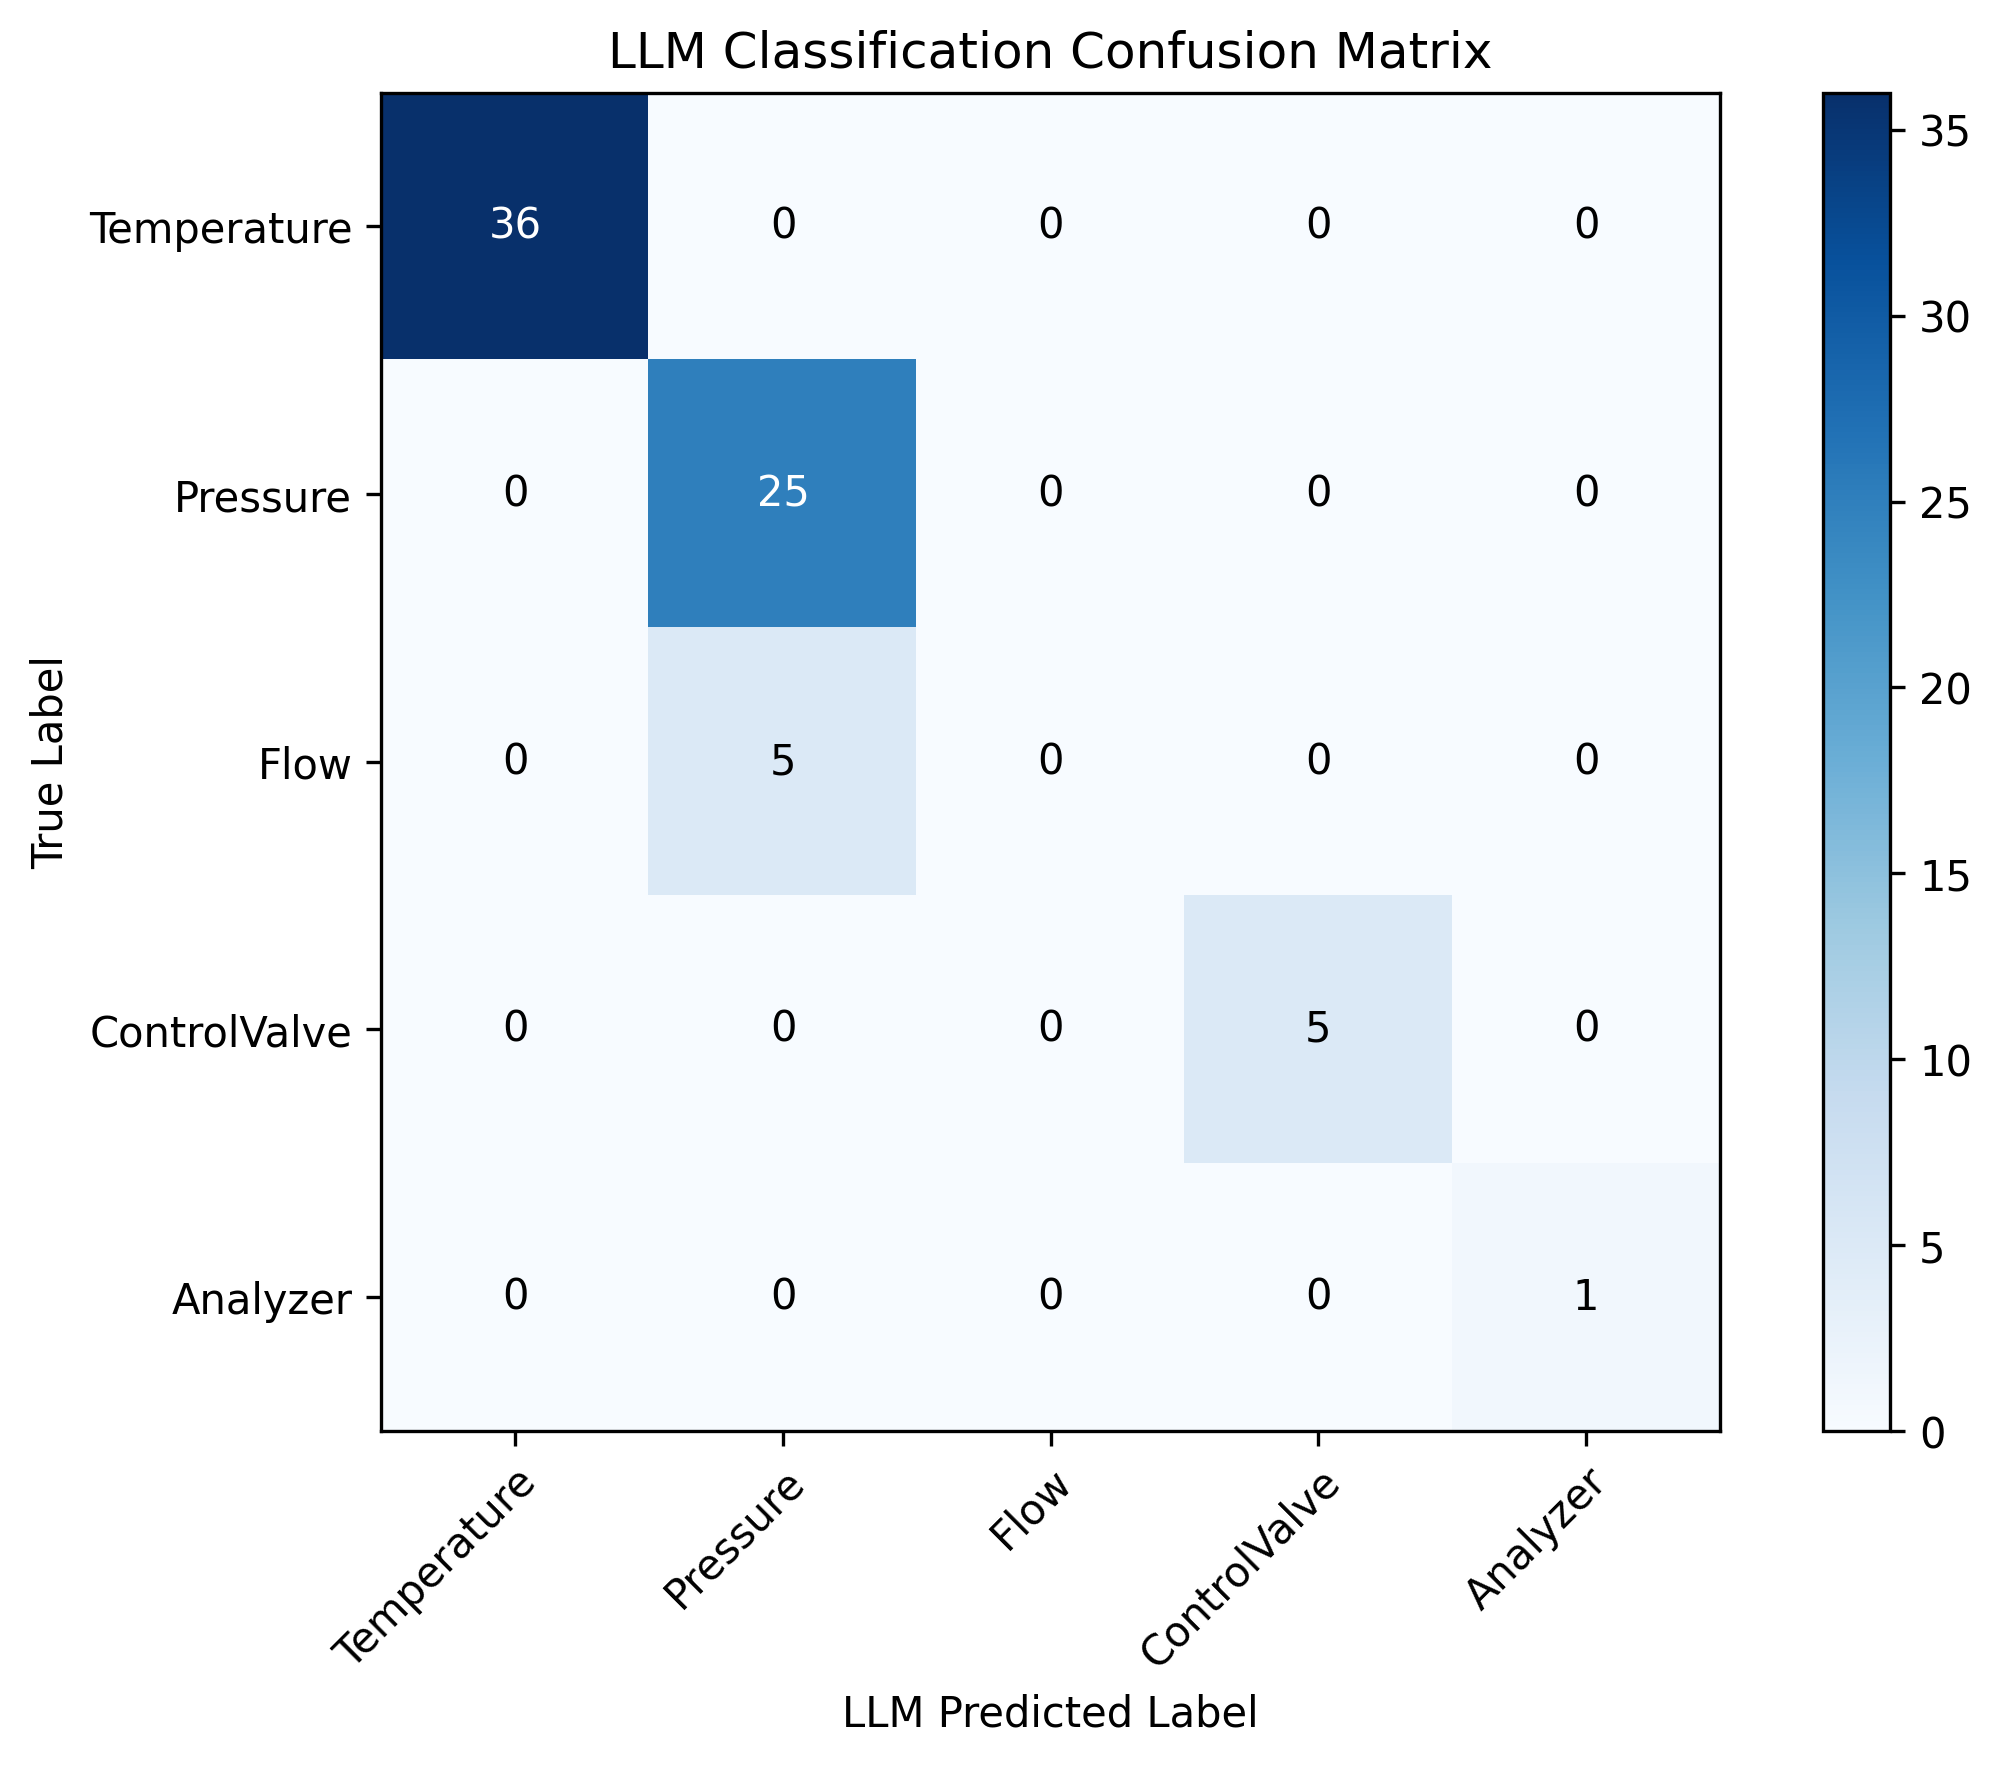 LLM Classification Confusion Matrix
True Label
Temperature 36 0 0 0 0
Pressure 0 25 0 0 0
Flow 0 5 0 0 0
ControlValve 0 0 0 5 0
Analyzer 0 0 0 0 1
Temperature Pressure Flow ControlValve Analyzer
LLM Predicted Label
35
30
25
20
15
10
5
0